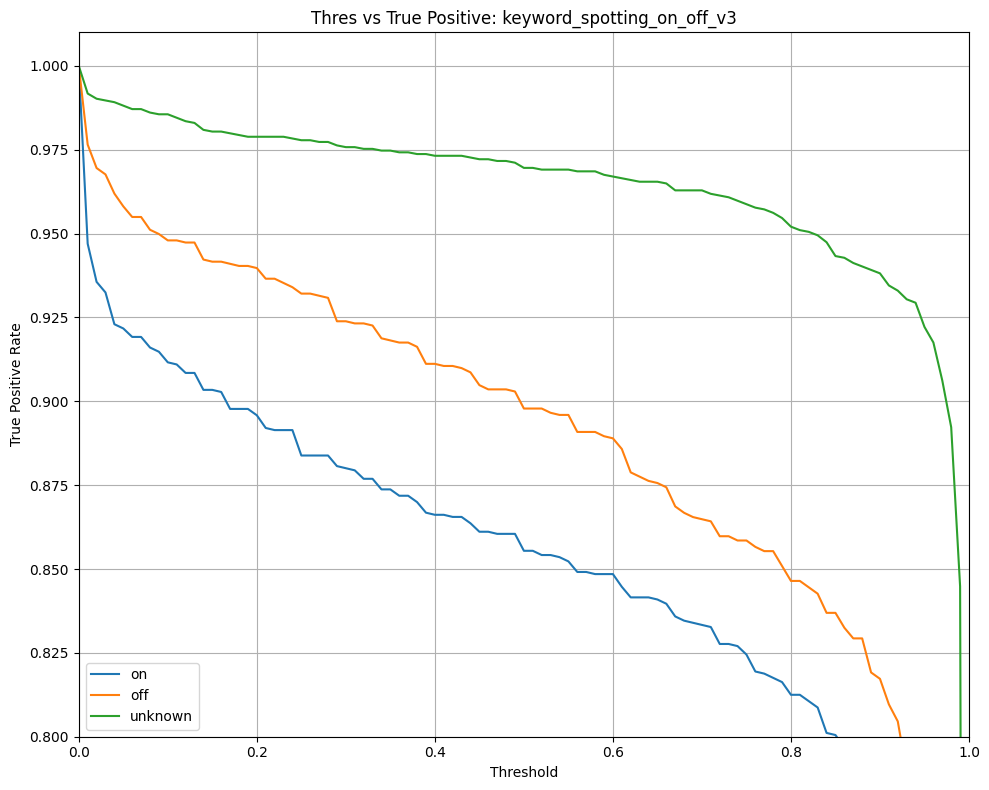 Thres vs True Positive: keyword_spotting_on_off_v3
1.000
0.975
0.950
0.925
0.900
0.875
0.850
0.825
0.800
True Positive Rate
on
off
unknown
0.0 0.2 0.4 0.6 0.8 1.0
Threshold